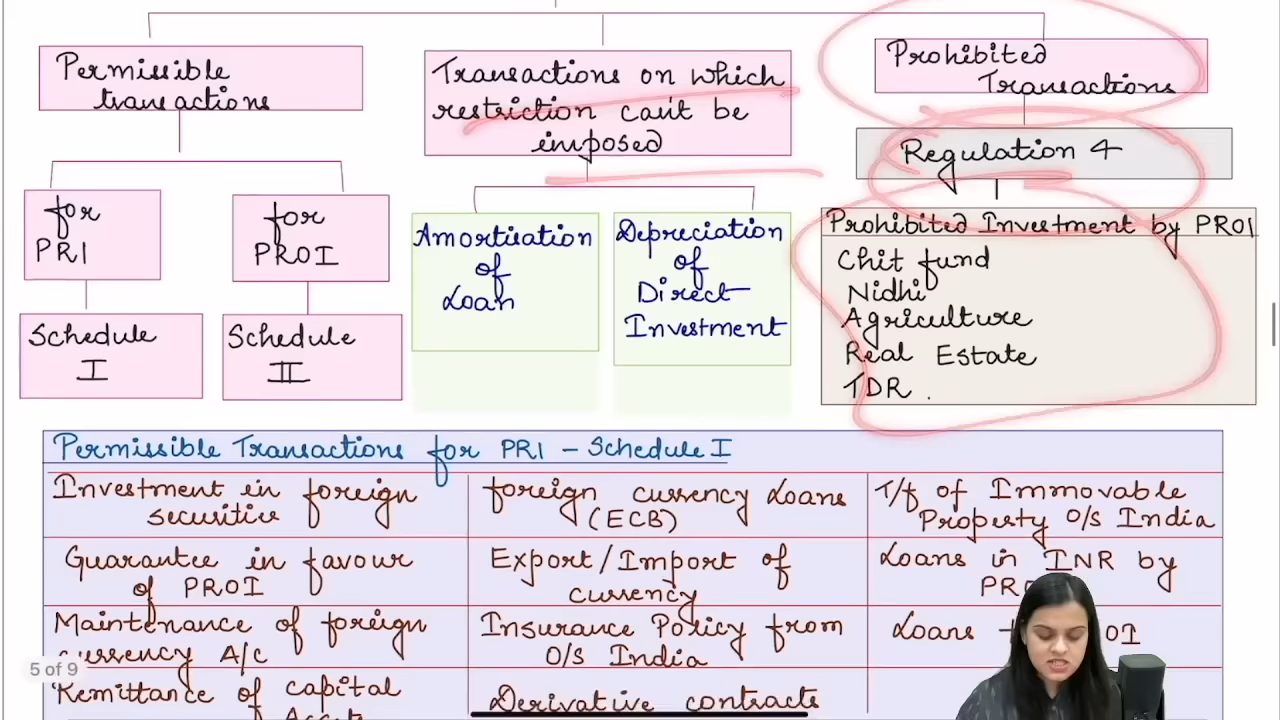 Permissible
transactions
Transactions on which
restriction can't be
imposed
Prohibited
Transactions
Regulation 4
for
PRI
for
PROI
Schedule
I
Schedule
II
Amortisation
of
Loan
Depreciation
of
Direct
Investment
Prohibited Investment by PROI
Chit fund
Nidhi
Agriculture
Real Estate
TDR.
Permissible Transactions for PRI - Schedule I
Investment in foreign
securities
foreign currency Loans
(ECB)
T/f of Immovable
Property O/s India
Guarantee in favour
of PROI
Export/Import of
currency
Loans in INR by
Maintenance of foreign
currency A/c
Insurance Policy from
O/s India
Loans
Remittance of capital
Derivative contracts
5 of 9